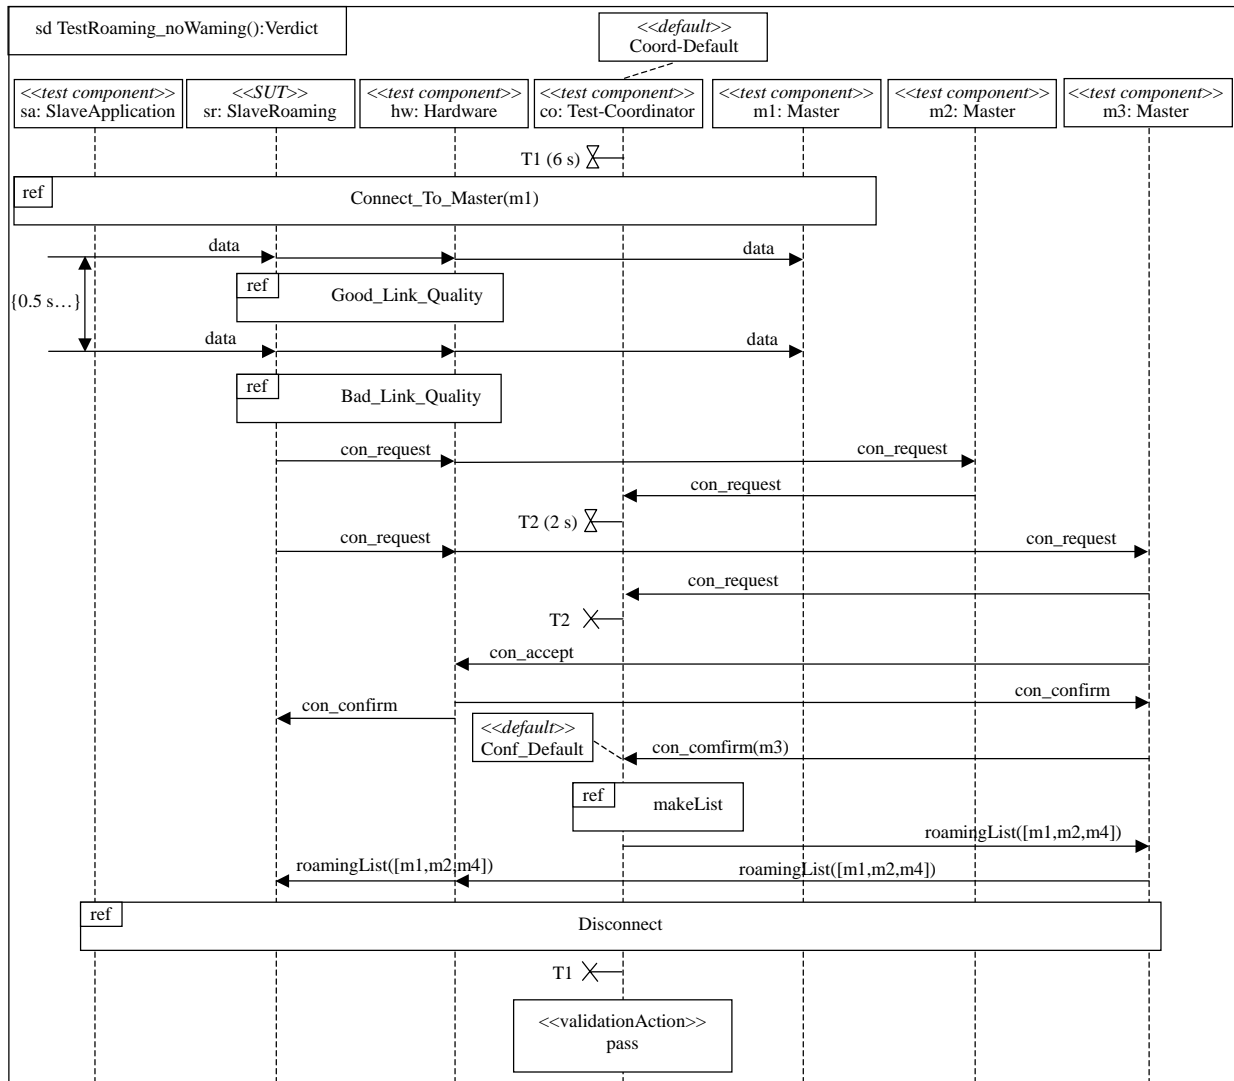 sd TestRoaming_noWaming():Verdict
<<default>>
Coord-Default
<<test component>>
sa: SlaveApplication
<<SUT>>
sr: SlaveRoaming
<<test component>>
hw: Hardware
<<test component>>
co: Test-Coordinator
<<test component>>
m1: Master
<<test component>>
m2: Master
<<test component>>
m3: Master
T1 (6 s)
ref
Connect_To_Master(m1)
data
data
{0.5 s…}
ref
Good_Link_Quality
data
data
ref
Bad_Link_Quality
con_request
con_request
con_request
T2 (2 s)
con_request
con_request
con_request
T2
con_accept
con_confirm
con_confirm
<<default>>
Conf_Default
con_comfirm(m3)
ref
makeList
roamingList([m1,m2,m4])
roamingList([m1,m2,m4])
roamingList([m1,m2,m4])
ref
Disconnect
T1
<<validationAction>>
pass